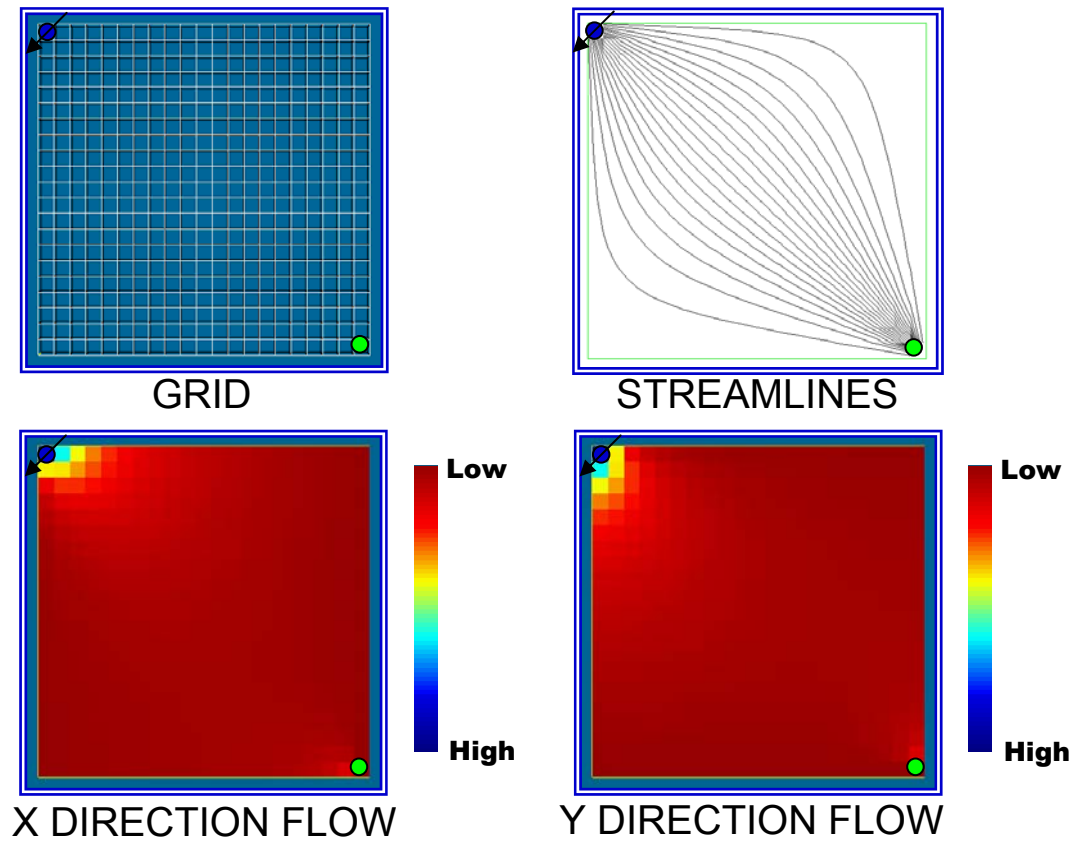 GRID
STREAMLINES
Low
High
X DIRECTION FLOW
Low
High
Y DIRECTION FLOW